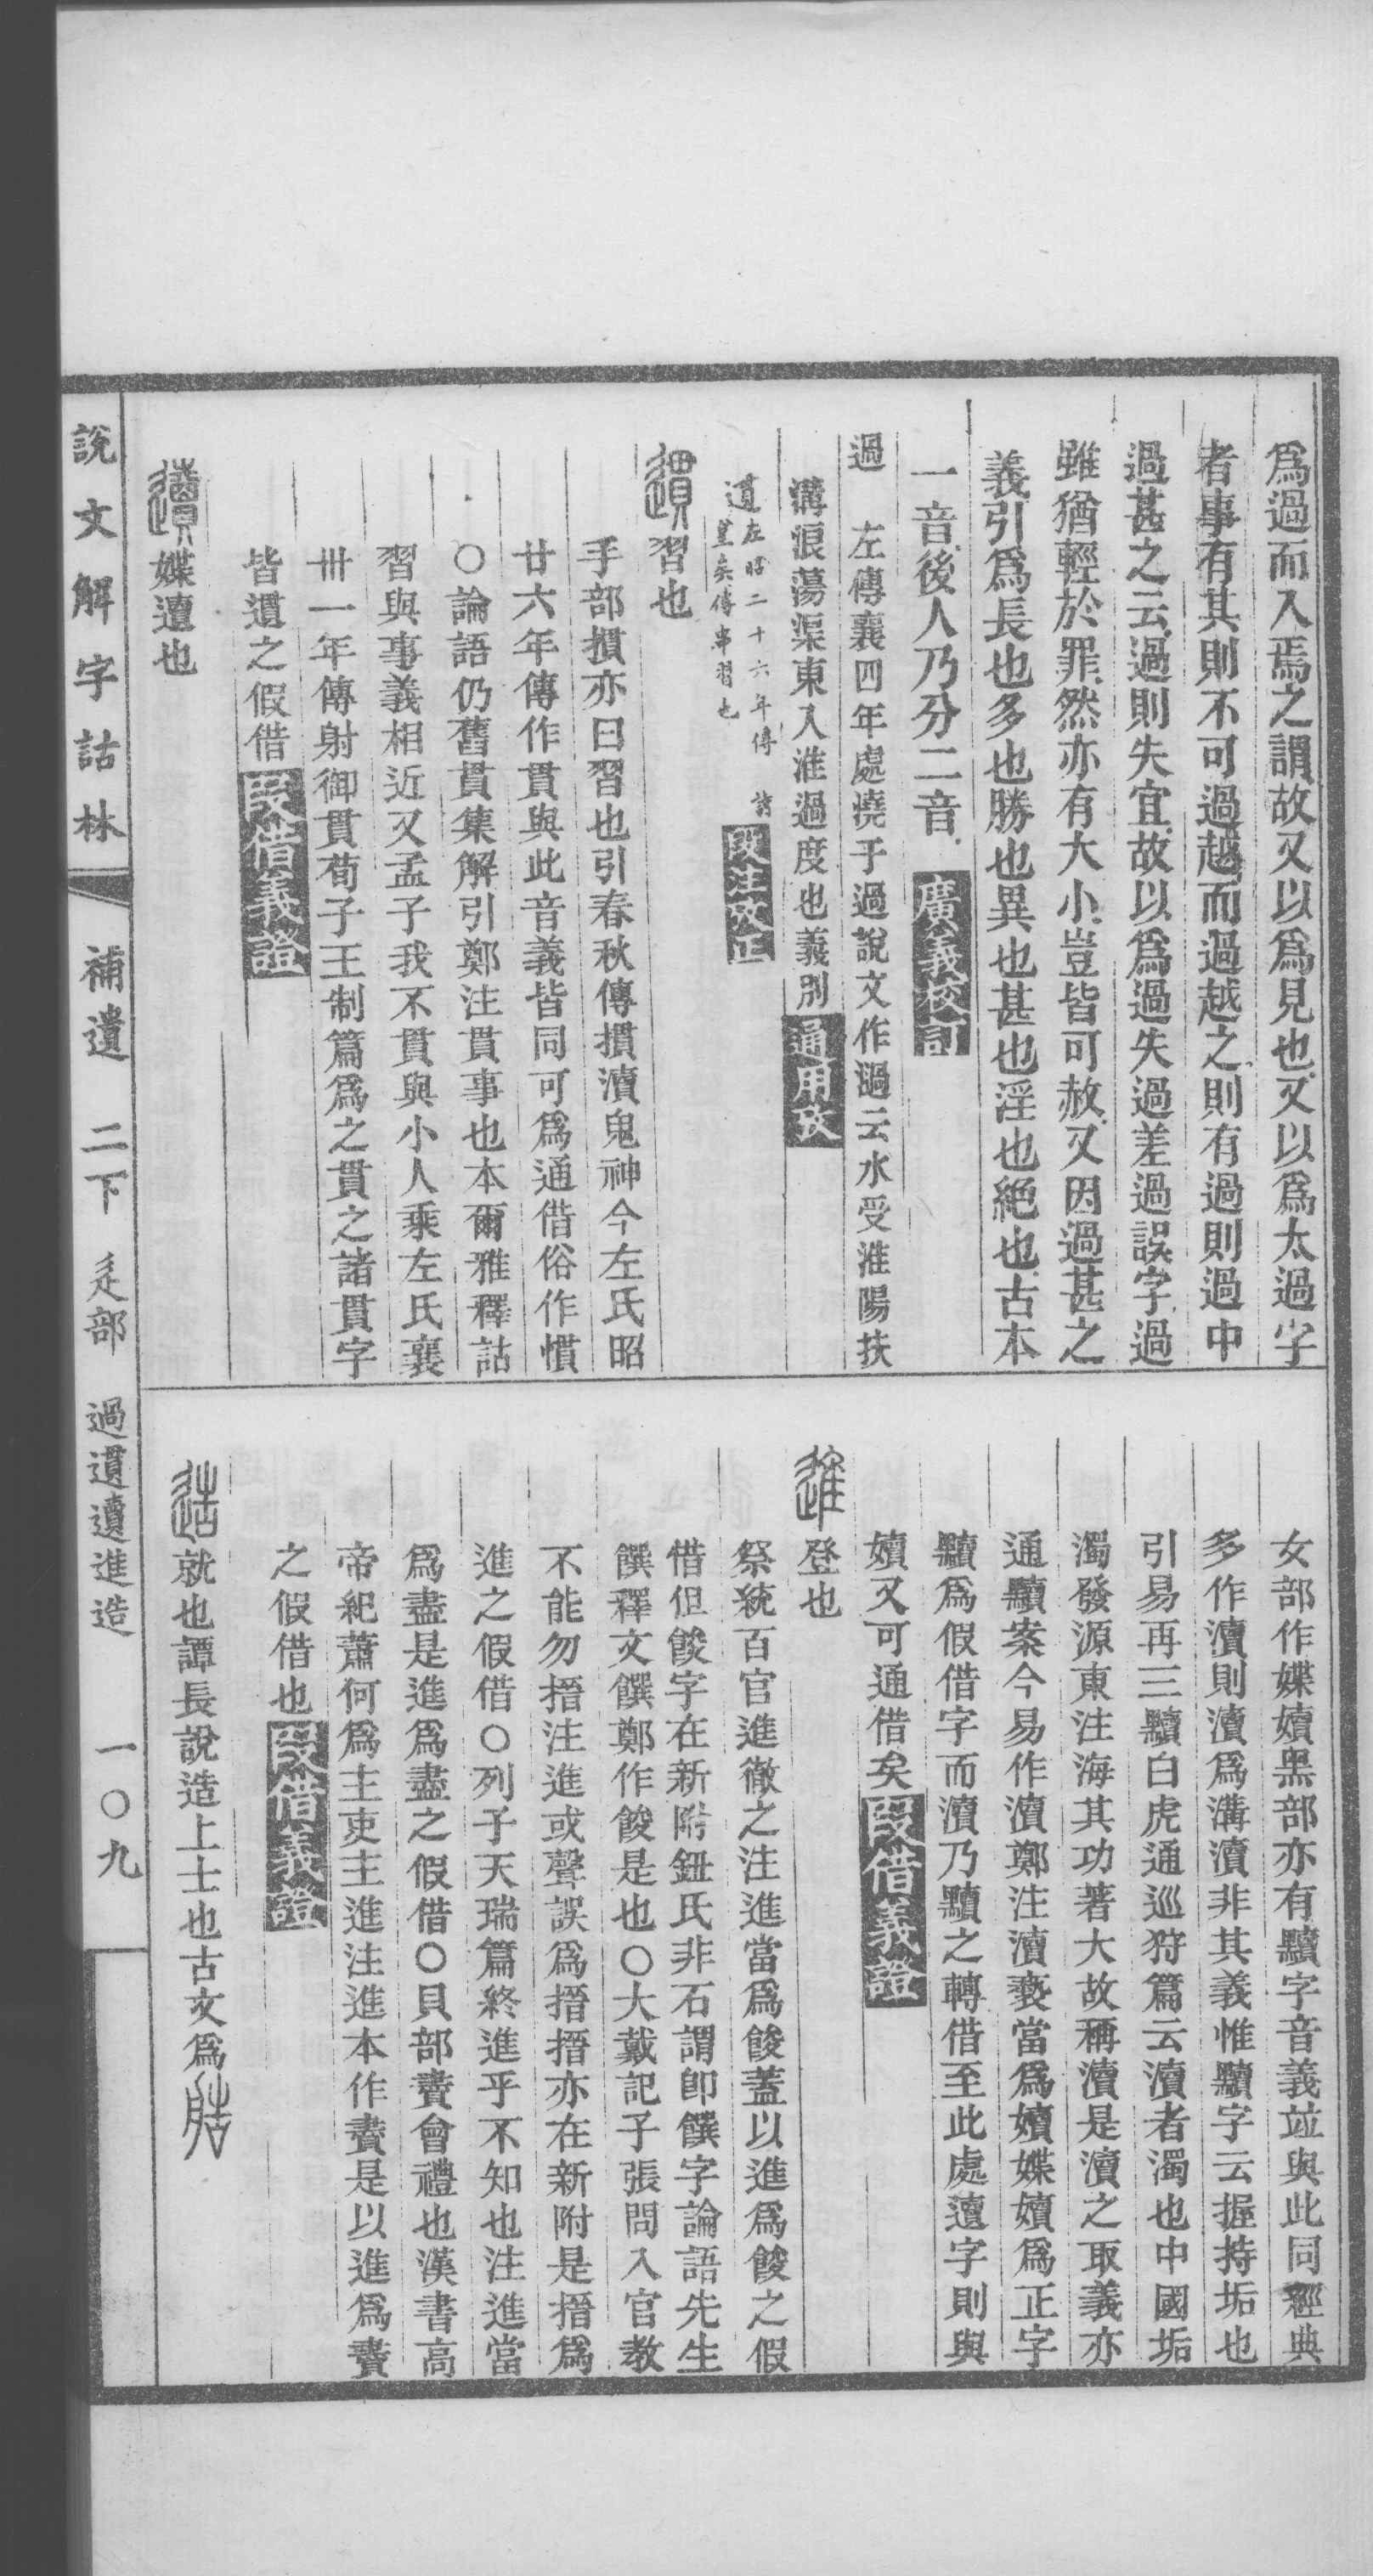 爲過而入焉之謂故又以爲見也又以爲太過字
者事有其則不可過越而過越之則有過則過中
過甚之云過則失宜故以爲過失過差過誤字過
雖猶輕於罪然亦有大小豈皆可赦又因過甚之
義引爲長也多也勝也異也甚也淫也絕也古本
一音後人乃分二音 廣義校訂
過 左傳襄四年處澆于過說文作濄云水受淮陽扶
溝浪蕩渠東入淮過度也義別 通用攷
遺 左昭二十六年傳 詩
皇矣傳串習也 段注攷正
遺 習也
手部摜亦曰習也引春秋傳摜瀆鬼神今左氏昭
廿六年傳作貫與此音義皆同可爲通借俗作慣
○論語仍舊貫集解引鄭注貫事也本爾雅釋詁
習與事義相近又孟子我不貫與小人乘左氏襄
卅一年傳射御貫荀子王制篇爲之貫之諸貫字
皆遺之假借 叚借義證
遺 媟遺也
女部作媟嬻黑部亦有黷字音義竝與此同經典
多作瀆則瀆爲溝瀆非其義惟黷字云握持垢也
引易再三黷白虎通巡狩篇云瀆者濁也中國垢
濁發源東注海其功著大故稱瀆是瀆之取義亦
通黷案今易作瀆鄭注瀆褻當爲嬻媟嬻爲正字
黷爲假借字而瀆乃黷之轉借至此處遺字則與
嬻又可通借矣 叚借義證
進 登也
祭統百官進徹之注進當爲餕蓋以進爲餕之假
借但餕字在新附鈕氏非石謂卽饌字論語先生
饌釋文饌鄭作餕是也○大戴記子張問入官教
不能勿搢注進或聲誤爲搢搢亦在新附是搢爲
進之假借○列子天瑞篇終進乎不知也注進當
爲盡是進爲盡之假借○貝部賮會禮也漢書高
帝紀蕭何爲主吏主進注進本作賮是以進爲賮
之假借也 叚借義證
造 就也譚長說造上士也古文爲艁
說文解字詁林 補遺 二下 辵部 過遺遺進造 一○九